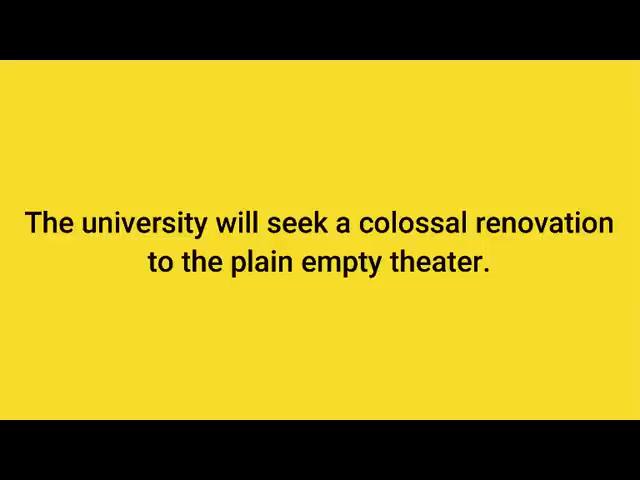 The university will seek a colossal renovation
to the plain empty theater.